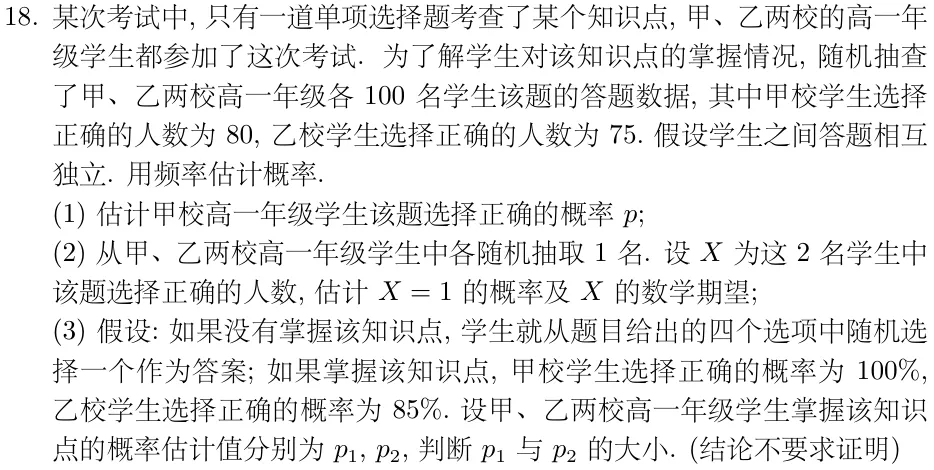 18. 某次考试中, 只有一道单项选择题考查了某个知识点, 甲、乙两校的高一年
级学生都参加了这次考试. 为了解学生对该知识点的掌握情况, 随机抽查
了甲、乙两校高一年级各 100 名学生该题的答题数据, 其中甲校学生选择
正确的人数为 80, 乙校学生选择正确的人数为 75. 假设学生之间答题相互
独立. 用频率估计概率.
(1) 估计甲校高一年级学生该题选择正确的概率 p;
(2) 从甲、乙两校高一年级学生中各随机抽取 1 名. 设 X 为这 2 名学生中
该题选择正确的人数, 估计 X = 1 的概率及 X 的数学期望;
(3) 假设: 如果没有掌握该知识点, 学生就从题目给出的四个选项中随机选
择一个作为答案; 如果掌握该知识点, 甲校学生选择正确的概率为 100%,
乙校学生选择正确的概率为 85%. 设甲、乙两校高一年级学生掌握该知识
点的概率估计值分别为 p₁, p₂, 判断 p₁ 与 p₂ 的大小. (结论不要求证明)